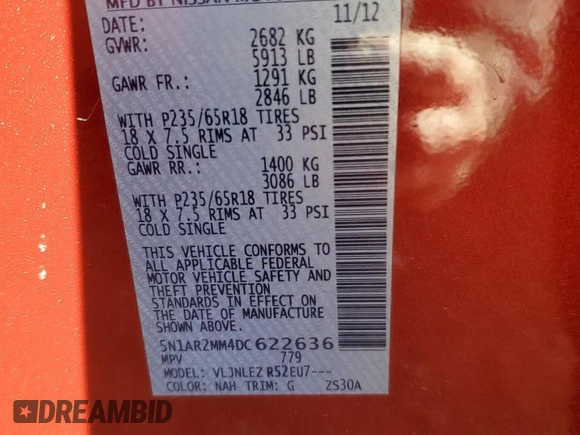 MFD BY NISSAN MOTOR
DATE: 11/12
GVWR: 2682 KG
5913 LB
GAWR FR.: 1291 KG
2846 LB
WITH P235/65R18 TIRES
18 X 7.5 RIMS AT 33 PSI
COLD SINGLE
GAWR RR.: 1400 KG
3086 LB
WITH P235/65R18 TIRES
18 X 7.5 RIMS AT 33 PSI
COLD SINGLE
THIS VEHICLE CONFORMS TO
ALL APPLICABLE FEDERAL
MOTOR VEHICLE SAFETY AND
THEFT PREVENTION
STANDARDS IN EFFECT ON
THE DATE OF MANUFACTURE
SHOWN ABOVE.
5N1AR2MM4DC622636
MPV 779
MODEL: VLJNLEZ R52EU7---
COLOR: NAH TRIM: G ZS30A
DREAMBID